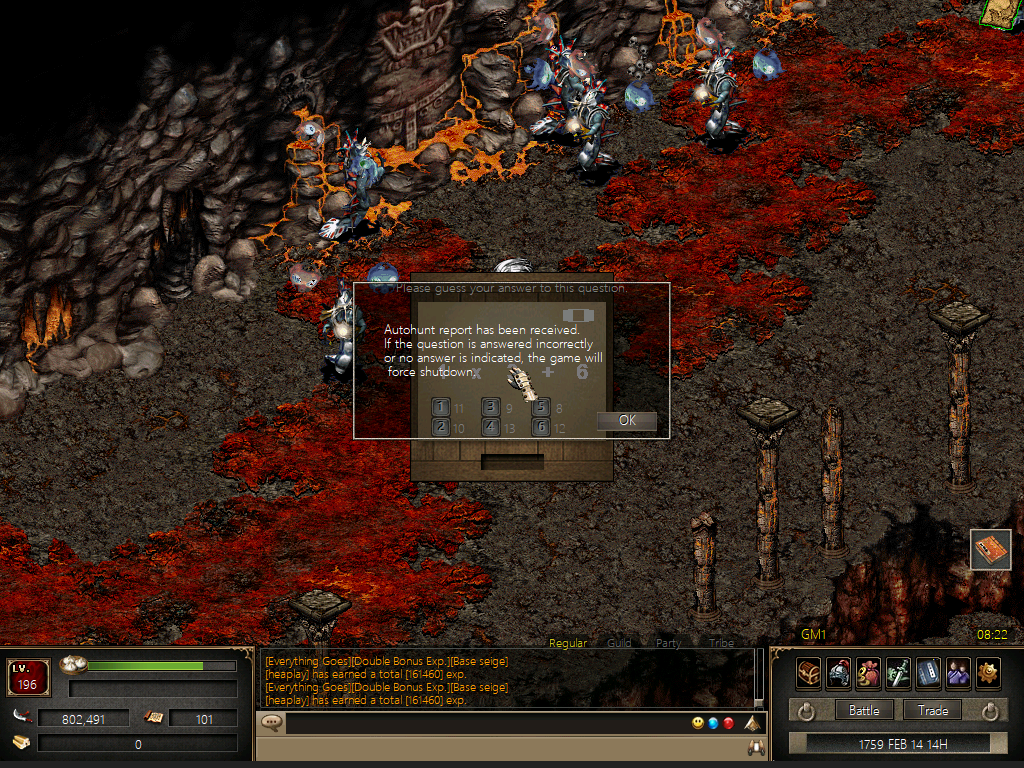 Please guess your answer to this question.
Autohunt report has been received.
If the question is answered incorrectly
or no answer is indicated, the game will
force shutdown.
x + 6
1 11 3 9 5 8
2 10 4 13 6 12
OK
Regular Guild Party Tribe
GM1 08:22
[Everything Goes][Double Bonus Exp.][Base seige]
[heaplay] has earned a total [161460] exp.
[Everything Goes][Double Bonus Exp.][Base seige]
[heaplay] has earned a total [161460] exp.
LV.
196
802,491 101
0
Battle Trade
1759 FEB 14 14H